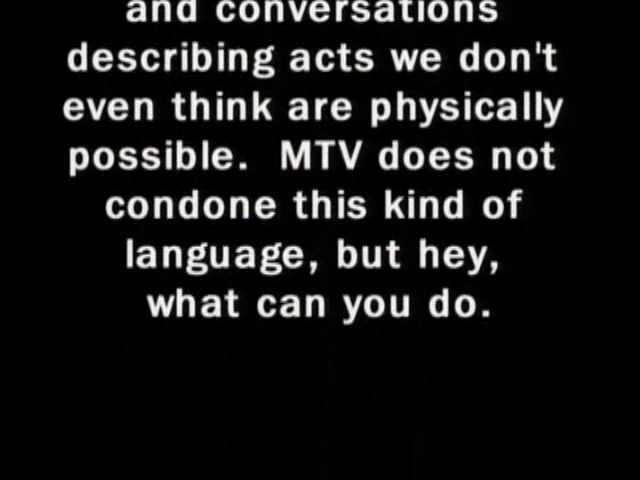 and conversations
describing acts we don't
even think are physically
possible. MTV does not
condone this kind of
language, but hey,
what can you do.